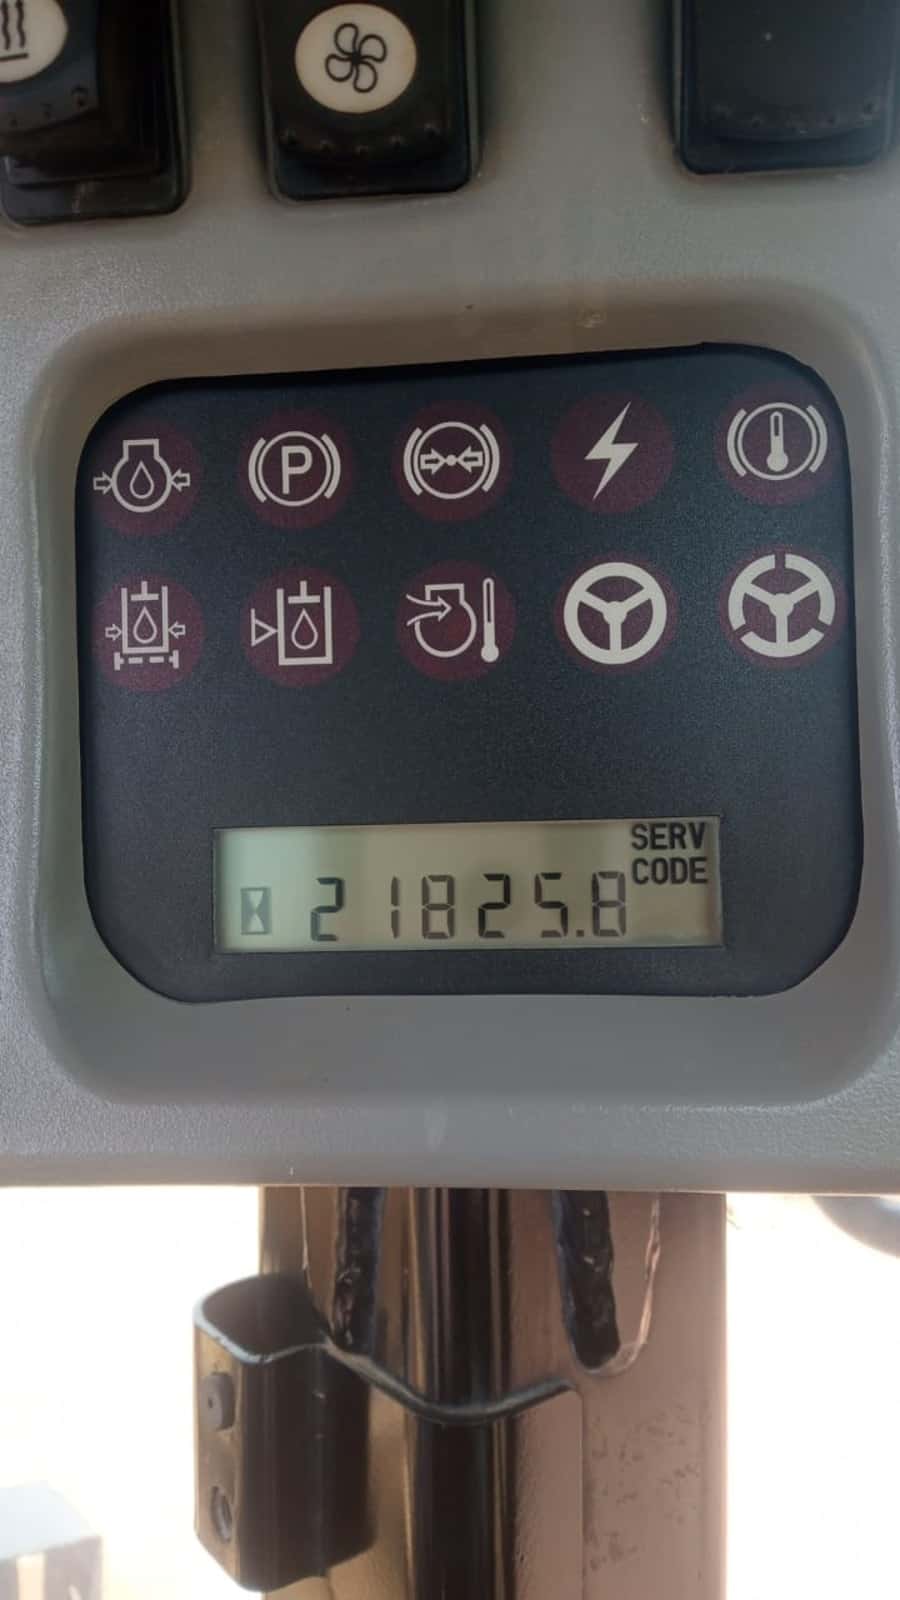 P
SERV
CODE
21825.8